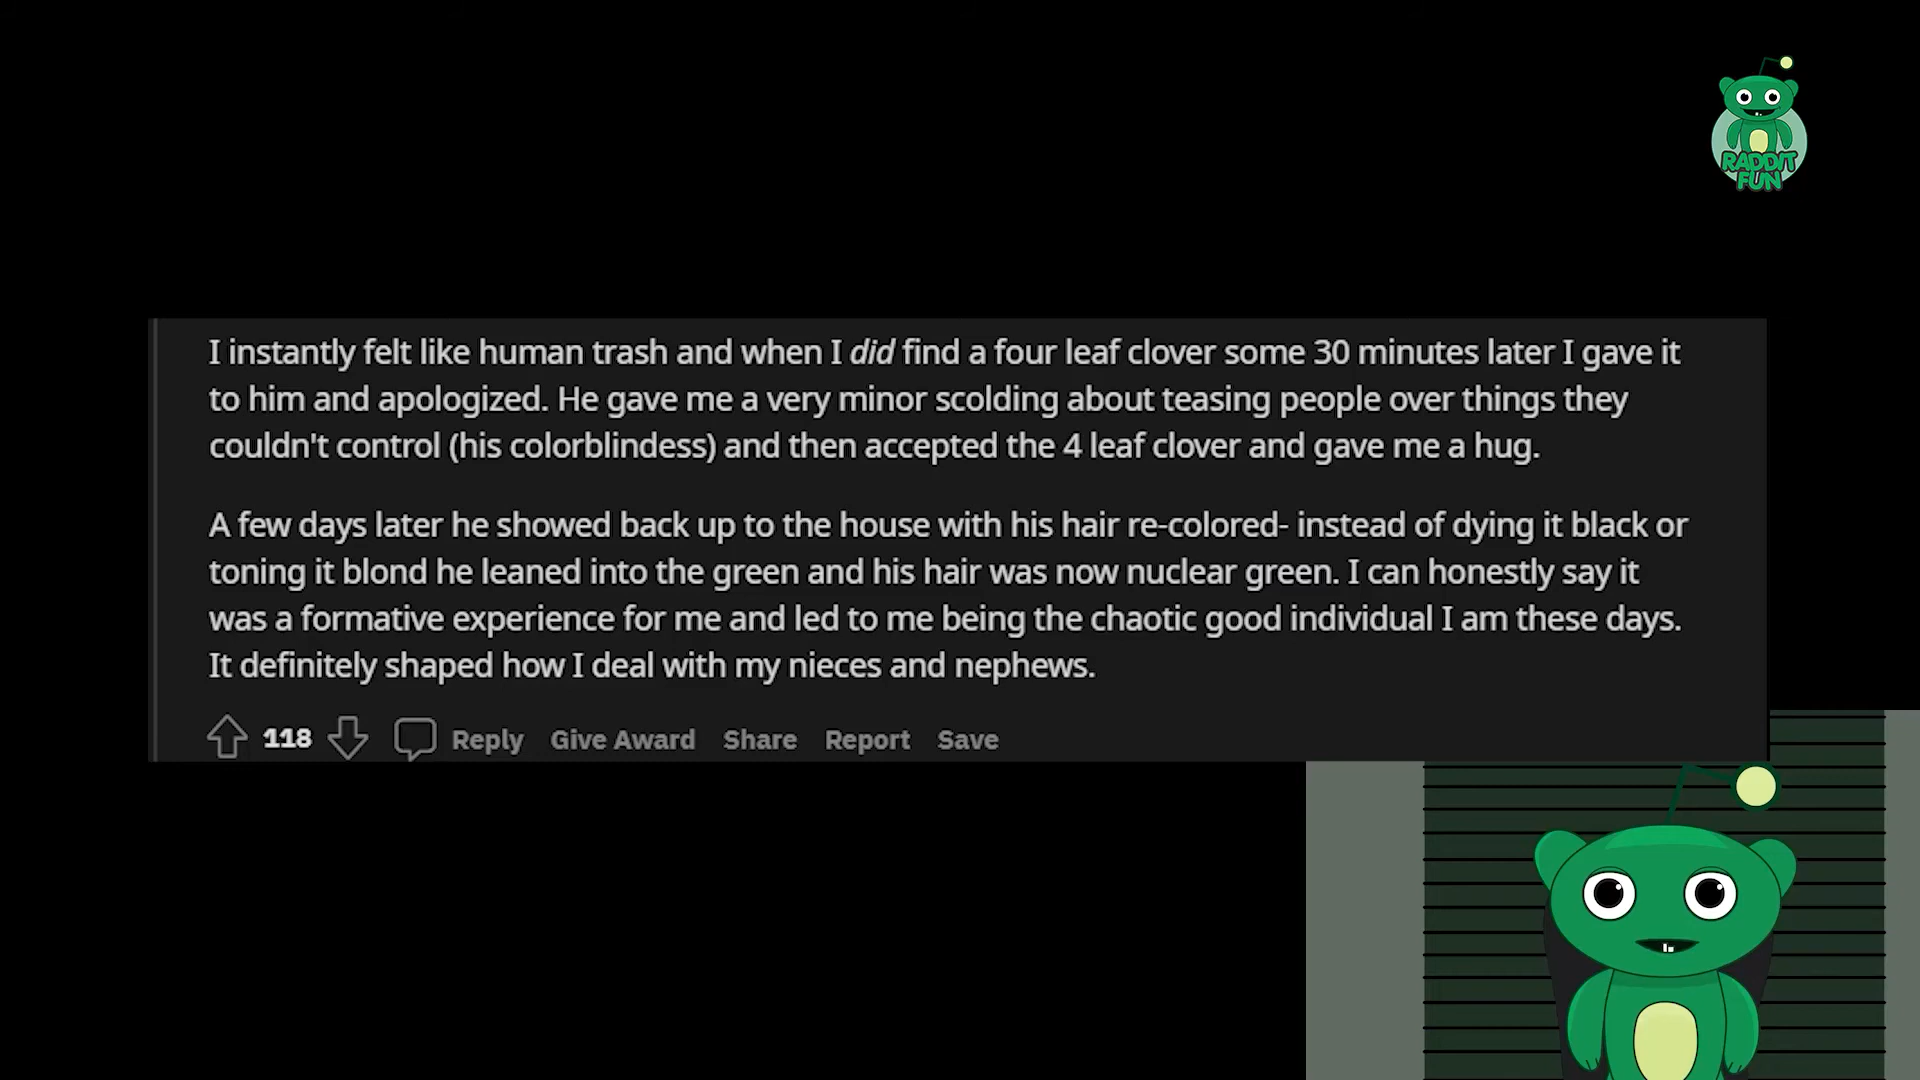 RADDIT
FUN
I instantly felt like human trash and when I did find a four leaf clover some 30 minutes later I gave it
to him and apologized. He gave me a very minor scolding about teasing people over things they
couldn't control (his colorblindess) and then accepted the 4 leaf clover and gave me a hug.
A few days later he showed back up to the house with his hair re-colored- instead of dying it black or
toning it blond he leaned into the green and his hair was now nuclear green. I can honestly say it
was a formative experience for me and led to me being the chaotic good individual I am these days.
It definitely shaped how I deal with my nieces and nephews.
118 Reply Give Award Share Report Save